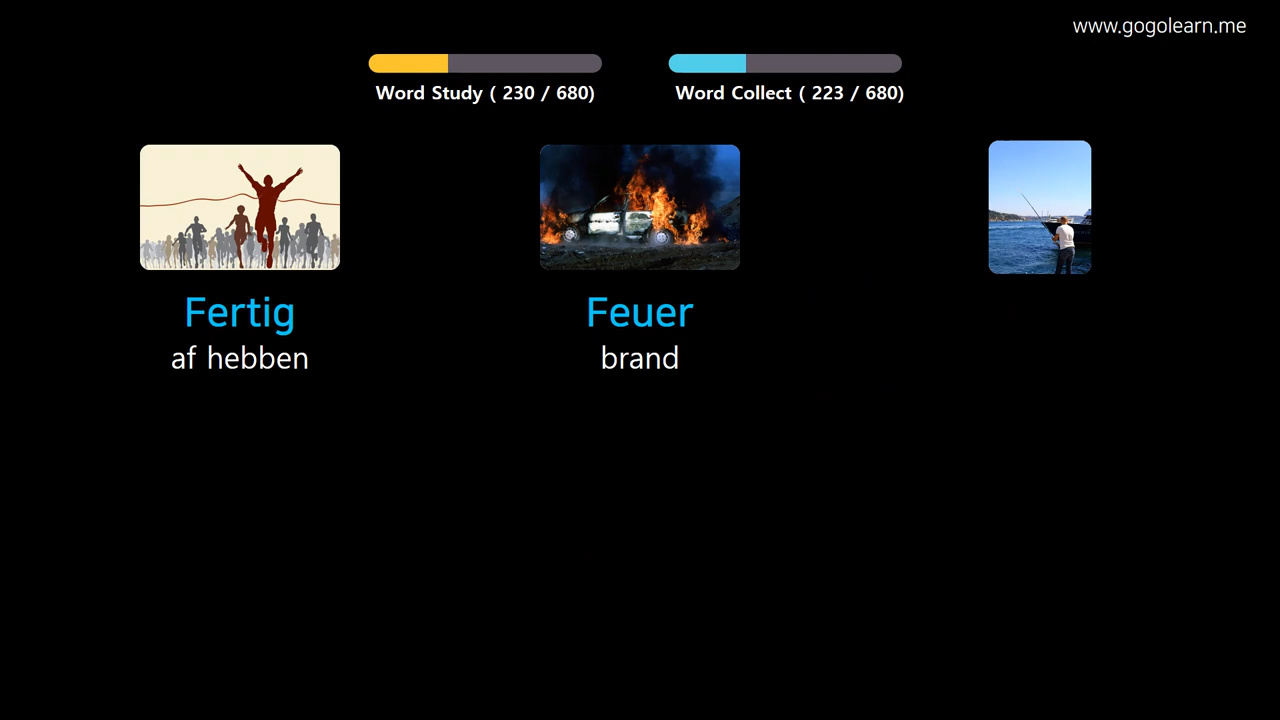 www.gogolearn.me
Word Study ( 230 / 680)
Word Collect ( 223 / 680)
Fertig
af hebben
Feuer
brand